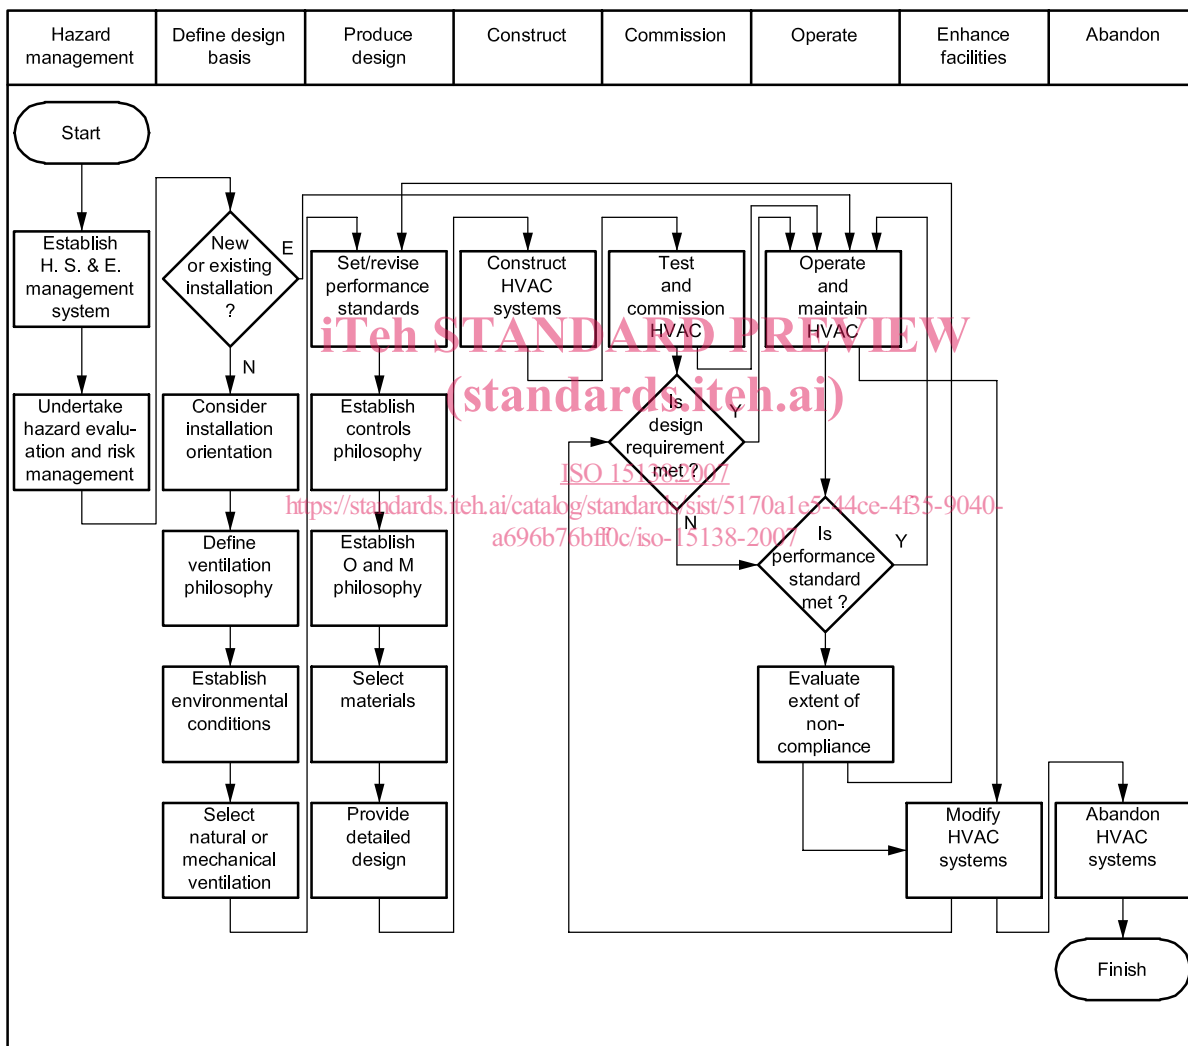 Hazard
management
Define design
basis
Produce
design
Construct
Commission
Operate
Enhance
facilities
Abandon
Start
Establish
H. S. & E.
management
system
Undertake
hazard evalu-
ation and risk
management
New
or existing
installation
?
E
N
Consider
installation
orientation
Define
ventilation
philosophy
Establish
environmental
conditions
Select
natural or
mechanical
ventilation
Set/revise
performance
standards
Establish
controls
philosophy
Establish
O and M
philosophy
Select
materials
Provide
detailed
design
Construct
HVAC
systems
Test
and
commission
HVAC
Is
design
requirement
met ?
Y
N
Operate
and
maintain
HVAC
Is
performance
standard
met ?
Y
Evaluate
extent of
non-
compliance
Modify
HVAC
systems
Abandon
HVAC
systems
Finish
iTeh STANDARD PREVIEW
(standards.iteh.ai)
ISO 15138:2007
https://standards.iteh.ai/catalog/standards/sist/5170a1e5-44ce-4f35-9040-
a696b76bff0c/iso-15138-2007